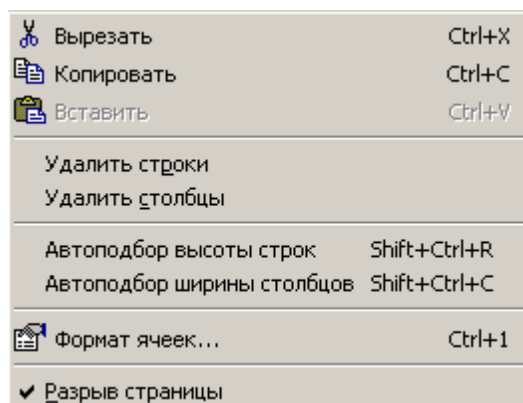 Вырезать Ctrl+X
Копировать Ctrl+C
Вставить Ctrl+V
Удалить строки
Удалить столбцы
Автоподбор высоты строк Shift+Ctrl+R
Автоподбор ширины столбцов Shift+Ctrl+C
Формат ячеек... Ctrl+1
Разрыв страницы